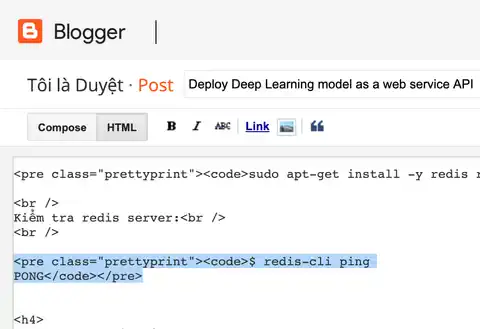 Blogger
Tôi là Duyệt · Post Deploy Deep Learning model as a web service API
Compose HTML B I ABC Link
<pre class="prettyprint"><code>sudo apt-get install -y redis
<br />
Kiểm tra redis server:<br />
<br />
<pre class="prettyprint"><code>$ redis-cli ping
PONG</code></pre>
<h4>